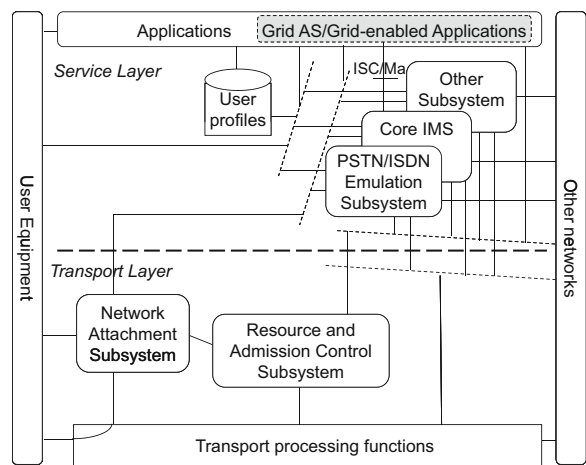 Applications
Grid AS/Grid-enabled Applications
Service Layer
ISC/Ma
User
profiles
Other
Subsystem
Core IMS
PSTN/ISDN
Emulation
Subsystem
User Equipment
Other networks
Transport Layer
Network
Attachment
Subsystem
Resource and
Admission Control
Subsystem
Transport processing functions